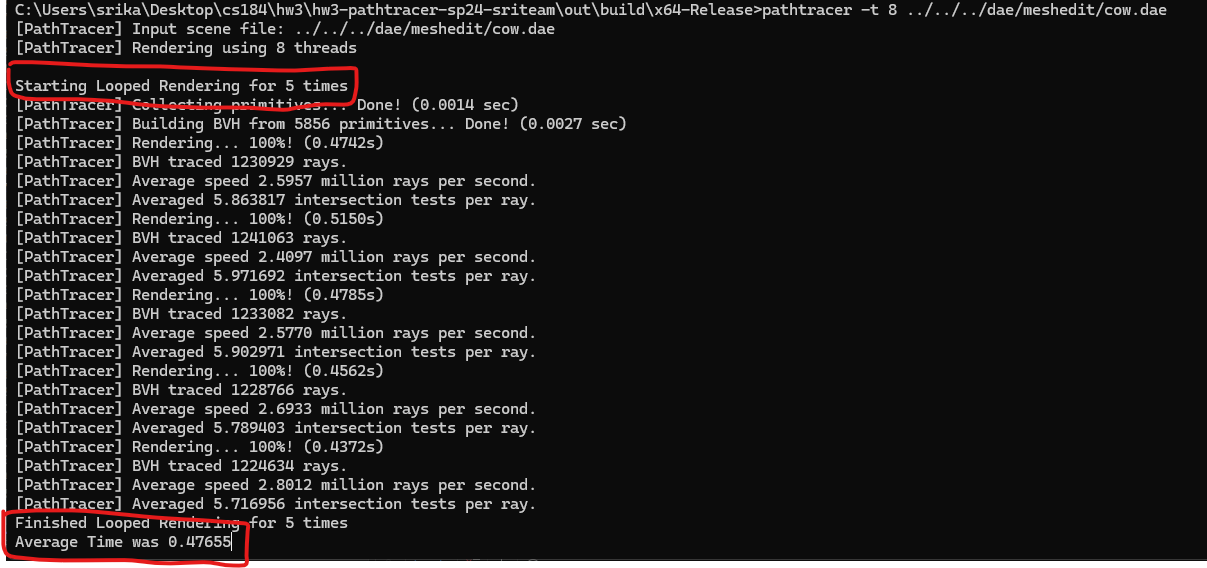 C:\Users\srika\Desktop\cs184\hw3\hw3-pathtracer-sp24-sriteam\out\build\x64-Release>pathtracer -t 8 ../../../dae/meshedit/cow.dae
[PathTracer] Input scene file: ../../../dae/meshedit/cow.dae
[PathTracer] Rendering using 8 threads
Starting Looped Rendering for 5 times
[PathTracer] Collecting primitives... Done! (0.0014 sec)
[PathTracer] Building BVH from 5856 primitives... Done! (0.0027 sec)
[PathTracer] Rendering... 100%! (0.4742s)
[PathTracer] BVH traced 1230929 rays.
[PathTracer] Average speed 2.5957 million rays per second.
[PathTracer] Averaged 5.863817 intersection tests per ray.
[PathTracer] Rendering... 100%! (0.5150s)
[PathTracer] BVH traced 1241063 rays.
[PathTracer] Average speed 2.4097 million rays per second.
[PathTracer] Averaged 5.971692 intersection tests per ray.
[PathTracer] Rendering... 100%! (0.4785s)
[PathTracer] BVH traced 1233082 rays.
[PathTracer] Average speed 2.5770 million rays per second.
[PathTracer] Averaged 5.902971 intersection tests per ray.
[PathTracer] Rendering... 100%! (0.4562s)
[PathTracer] BVH traced 1228766 rays.
[PathTracer] Average speed 2.6933 million rays per second.
[PathTracer] Averaged 5.789403 intersection tests per ray.
[PathTracer] Rendering... 100%! (0.4372s)
[PathTracer] BVH traced 1224634 rays.
[PathTracer] Average speed 2.8012 million rays per second.
[PathTracer] Averaged 5.716956 intersection tests per ray.
Finished Looped Rendering for 5 times
Average Time was 0.47655